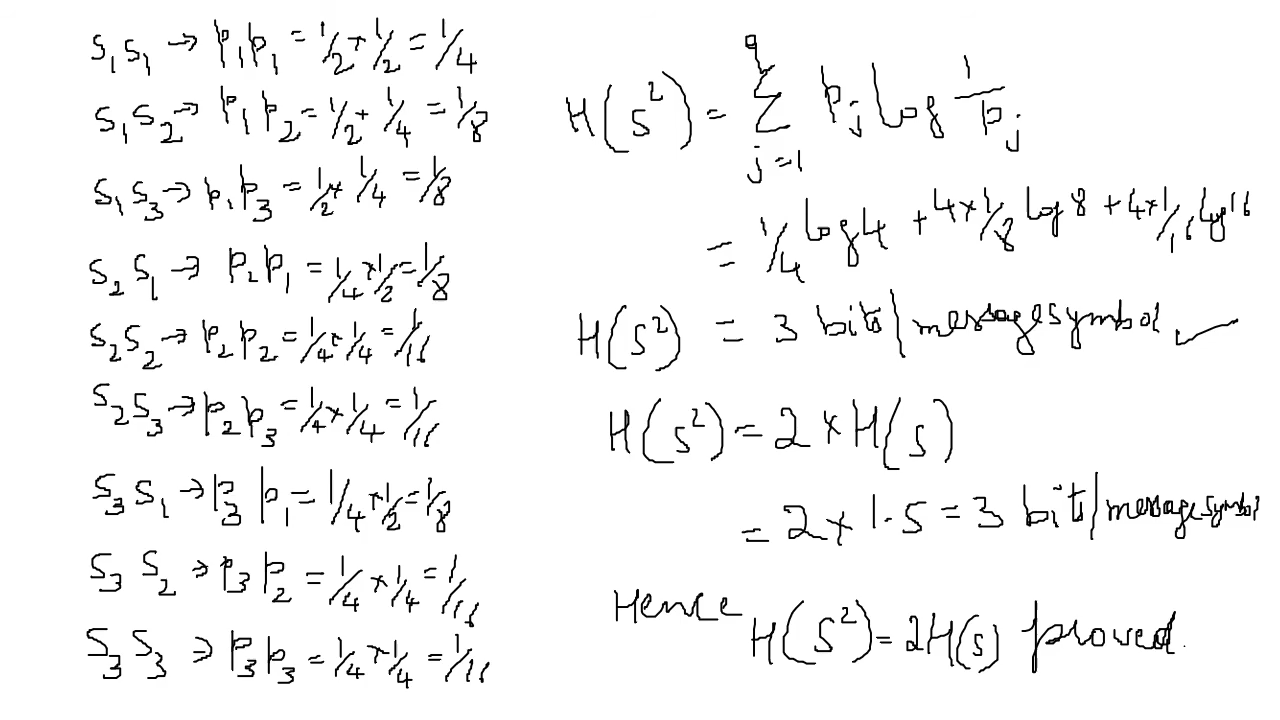 S₁S₁ → p₁p₁ = 1/2 × 1/2 = 1/4
S₁S₂ → p₁p₂ = 1/2 × 1/4 = 1/8
S₁S₃ → p₁p₃ = 1/2 × 1/4 = 1/8
S₂S₁ → p₂p₁ = 1/4 × 1/2 = 1/8
S₂S₂ → p₂p₂ = 1/4 × 1/4 = 1/16
S₂S₃ → p₂p₃ = 1/4 × 1/4 = 1/16
S₃S₁ → p₃p₁ = 1/4 × 1/2 = 1/8
S₃S₂ → p₃p₂ = 1/4 × 1/4 = 1/16
S₃S₃ → p₃p₃ = 1/4 × 1/4 = 1/16
H(S²) = ∑_{j=1}^{9} p_j log 1/p_j
= 1/4 log 4 + 4×1/8 log 8 + 4×1/16 log 16
H(S²) = 3 bits/message symbol ✓
H(S²) = 2 × H(S)
= 2 × 1.5 = 3 bits/message symbol
Hence H(S²) = 2H(S) proved.